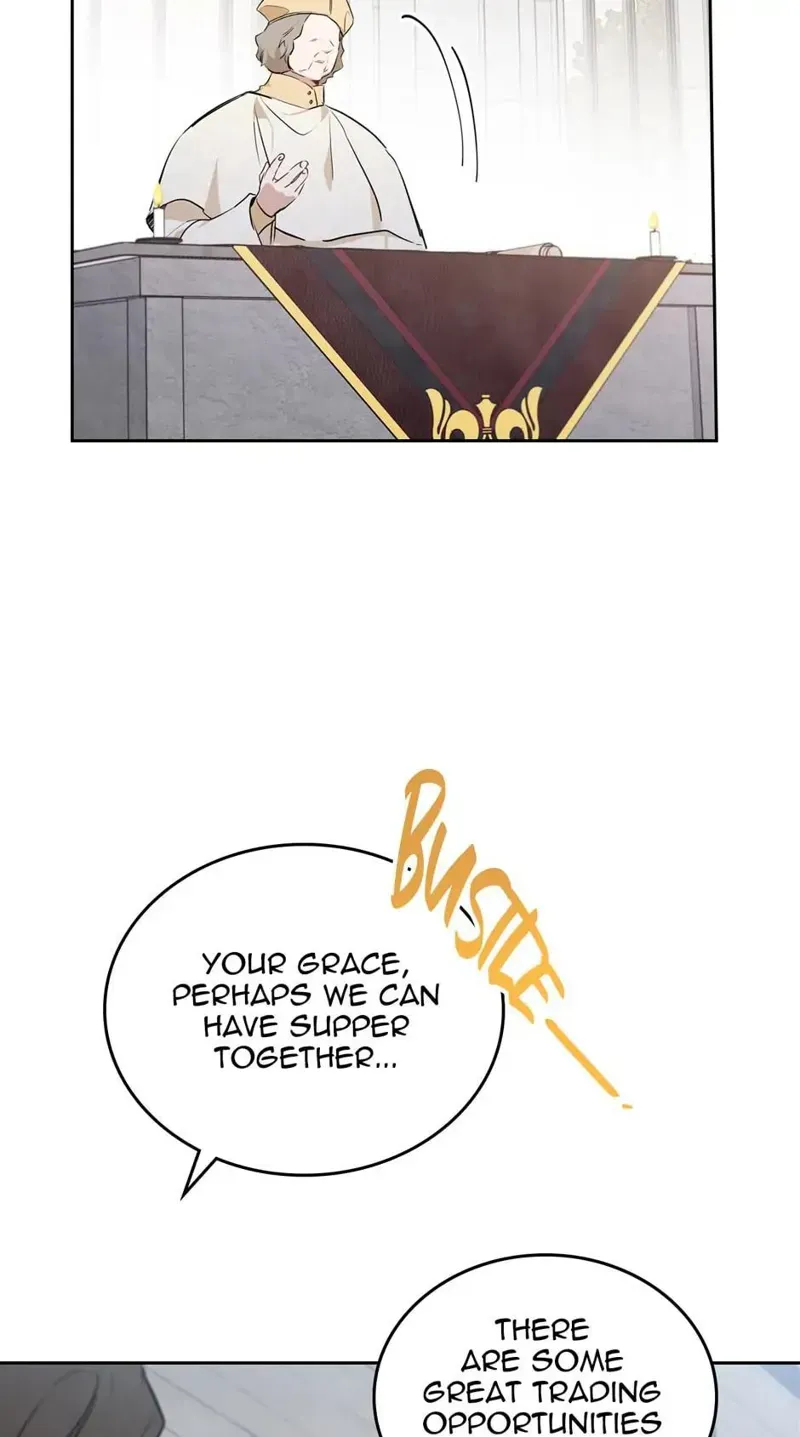 BUSTLE
YOUR GRACE,
PERHAPS WE CAN
HAVE SUPPER
TOGETHER...
THERE
ARE SOME
GREAT TRADING
OPPORTUNITIES